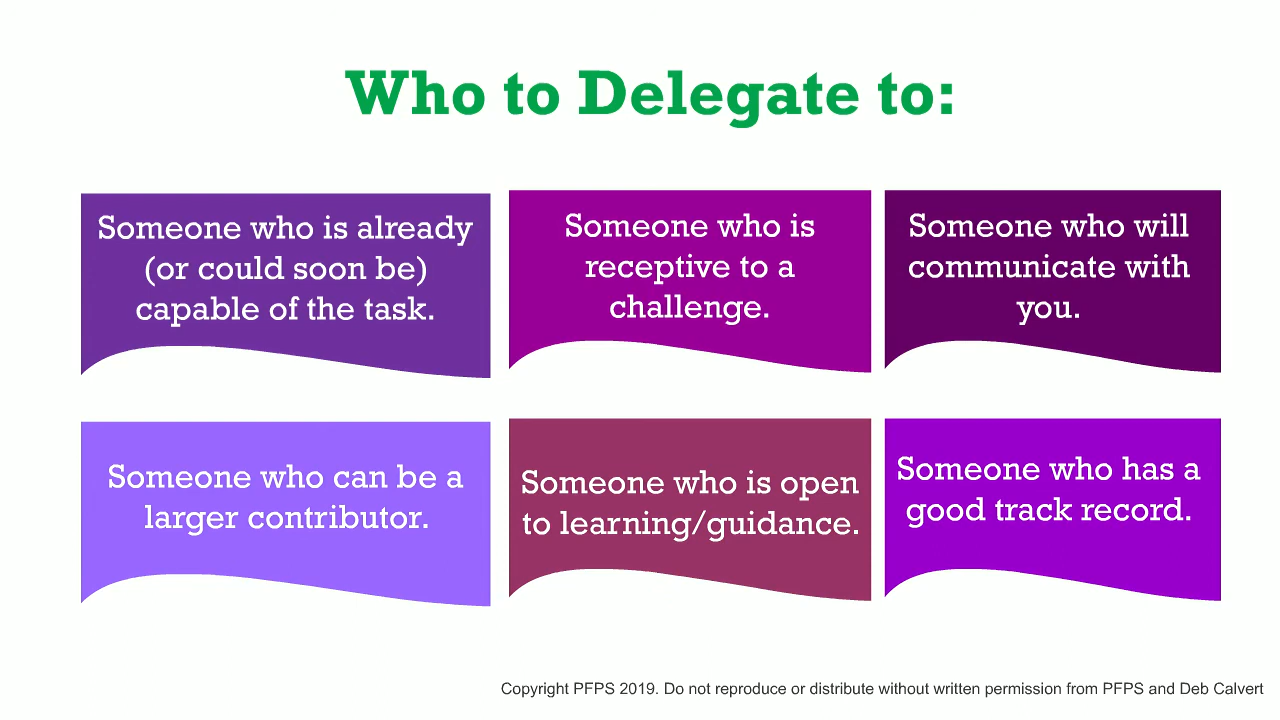 Who to Delegate to:
Someone who is already
(or could soon be)
capable of the task.
Someone who is
receptive to a
challenge.
Someone who will
communicate with
you.
Someone who can be a
larger contributor.
Someone who is open
to learning/guidance.
Someone who has a
good track record.
Copyright PFPS 2019. Do not reproduce or distribute without written permission from PFPS and Deb Calvert